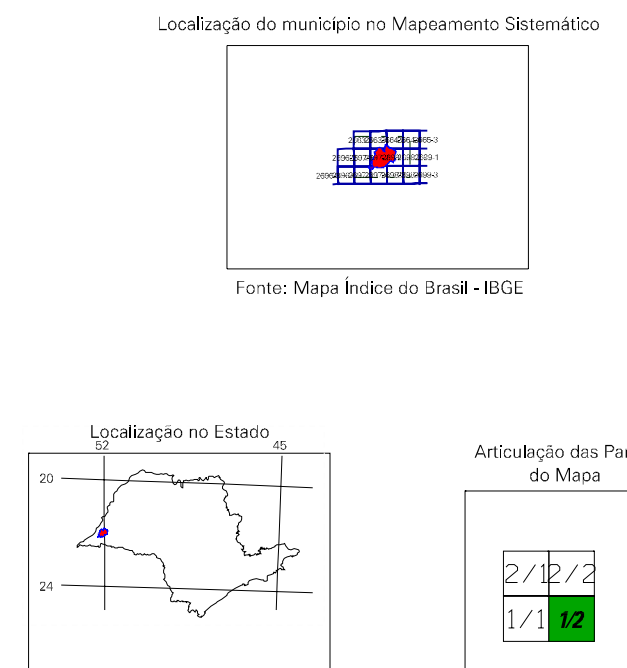 Localização do município no Mapeamento Sistemático
Fonte: Mapa Índice do Brasil - IBGE
Localização no Estado
52 45
20
24
Articulação das Par
do Mapa
2/1 2/2
1/1 1/2